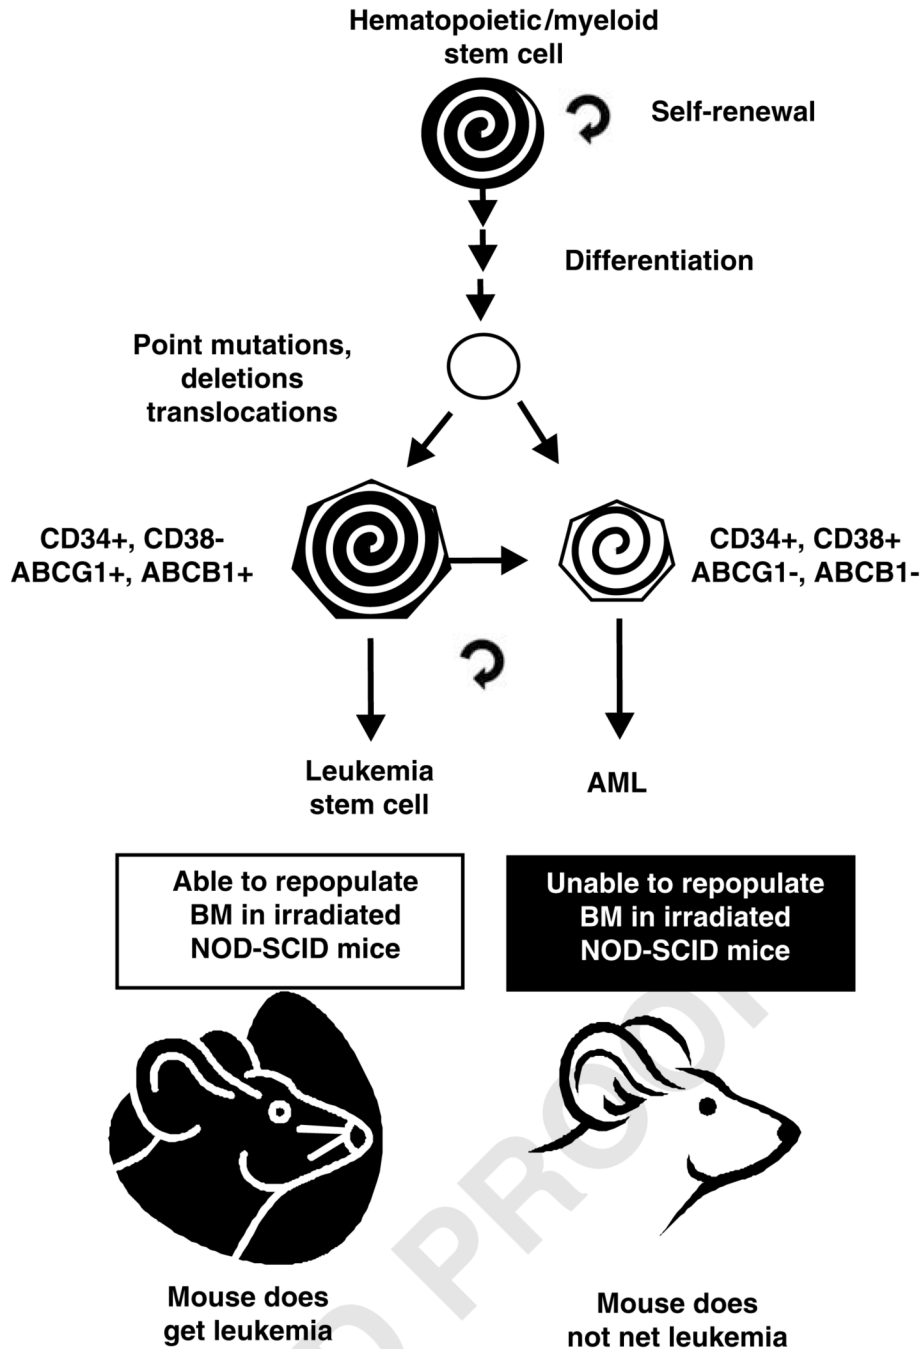 Hematopoietic/myeloid
stem cell
Self-renewal
Differentiation
Point mutations,
deletions
translocations
CD34+, CD38-
ABCG1+, ABCB1+
CD34+, CD38+
ABCG1-, ABCB1-
Leukemia
stem cell
AML
Able to repopulate
BM in irradiated
NOD-SCID mice
Unable to repopulate
BM in irradiated
NOD-SCID mice
Mouse does
get leukemia
Mouse does
not net leukemia
D PROOF